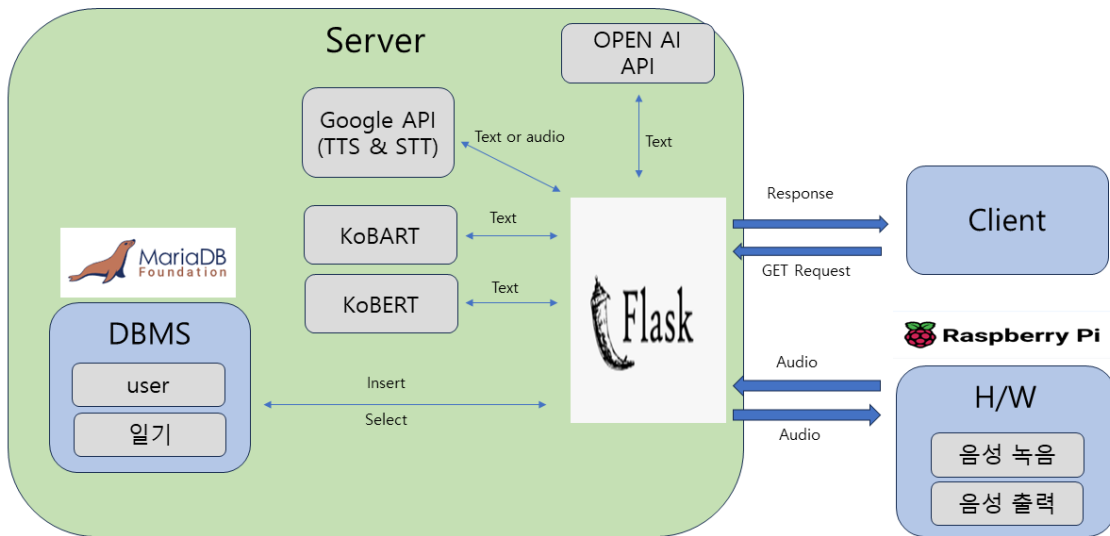 Server
OPEN AI
API
Google API
(TTS & STT)
Text or audio
Text
KoBART
Text
KoBERT
Text
MariaDB
Foundation
DBMS
user
일기
Insert
Select
Flask
Response
GET Request
Client
Raspberry Pi
Audio
Audio
H/W
음성 녹음
음성 출력